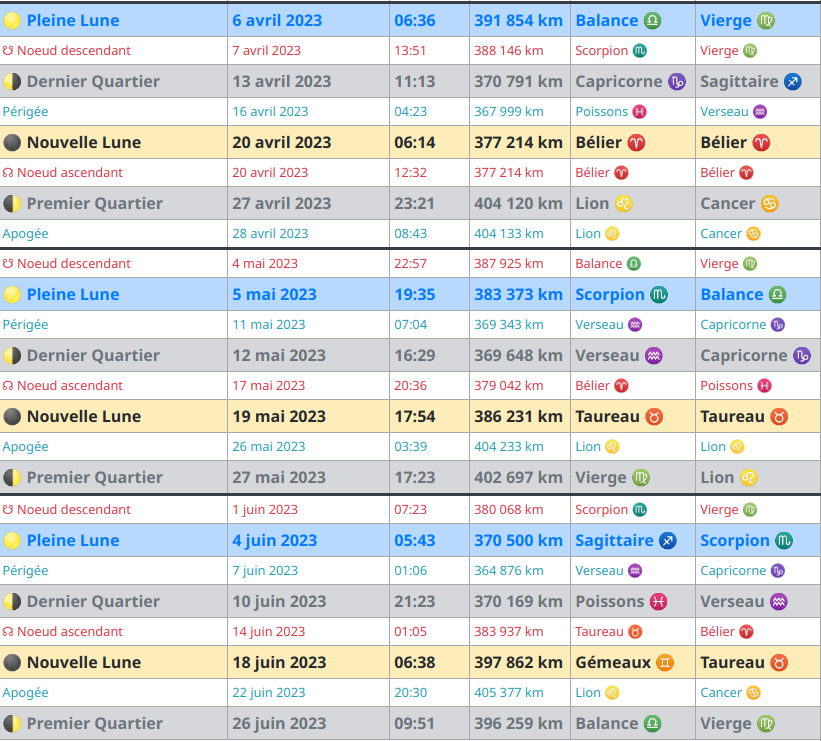 Pleine Lune 6 avril 2023 06:36 391 854 km Balance ♎ Vierge ♍
☋ Noeud descendant 7 avril 2023 13:51 388 146 km Scorpion ♏ Vierge ♍
Dernier Quartier 13 avril 2023 11:13 370 791 km Capricorne ♑ Sagittaire ♐
Périgée 16 avril 2023 04:23 367 999 km Poissons ♓ Verseau ♒
Nouvelle Lune 20 avril 2023 06:14 377 214 km Bélier ♈ Bélier ♈
☊ Noeud ascendant 20 avril 2023 12:32 377 214 km Bélier ♈ Bélier ♈
Premier Quartier 27 avril 2023 23:21 404 120 km Lion ♌ Cancer ♋
Apogée 28 avril 2023 08:43 404 133 km Lion ♌ Cancer ♋
☋ Noeud descendant 4 mai 2023 22:57 387 925 km Balance ♎ Vierge ♍
Pleine Lune 5 mai 2023 19:35 383 373 km Scorpion ♏ Balance ♎
Périgée 11 mai 2023 07:04 369 343 km Verseau ♒ Capricorne ♑
Dernier Quartier 12 mai 2023 16:29 369 648 km Verseau ♒ Capricorne ♑
☊ Noeud ascendant 17 mai 2023 20:36 379 042 km Bélier ♈ Poissons ♓
Nouvelle Lune 19 mai 2023 17:54 386 231 km Taureau ♉ Taureau ♉
Apogée 26 mai 2023 03:39 404 233 km Lion ♌ Lion ♌
Premier Quartier 27 mai 2023 17:23 402 697 km Vierge ♍ Lion ♌
☋ Noeud descendant 1 juin 2023 07:23 380 068 km Scorpion ♏ Vierge ♍
Pleine Lune 4 juin 2023 05:43 370 500 km Sagittaire ♐ Scorpion ♏
Périgée 7 juin 2023 01:06 364 876 km Verseau ♒ Capricorne ♑
Dernier Quartier 10 juin 2023 21:23 370 169 km Poissons ♓ Verseau ♒
☊ Noeud ascendant 14 juin 2023 01:05 383 937 km Taureau ♉ Bélier ♈
Nouvelle Lune 18 juin 2023 06:38 397 862 km Gémeaux ♊ Taureau ♉
Apogée 22 juin 2023 20:30 405 377 km Lion ♌ Cancer ♋
Premier Quartier 26 juin 2023 09:51 396 259 km Balance ♎ Vierge ♍